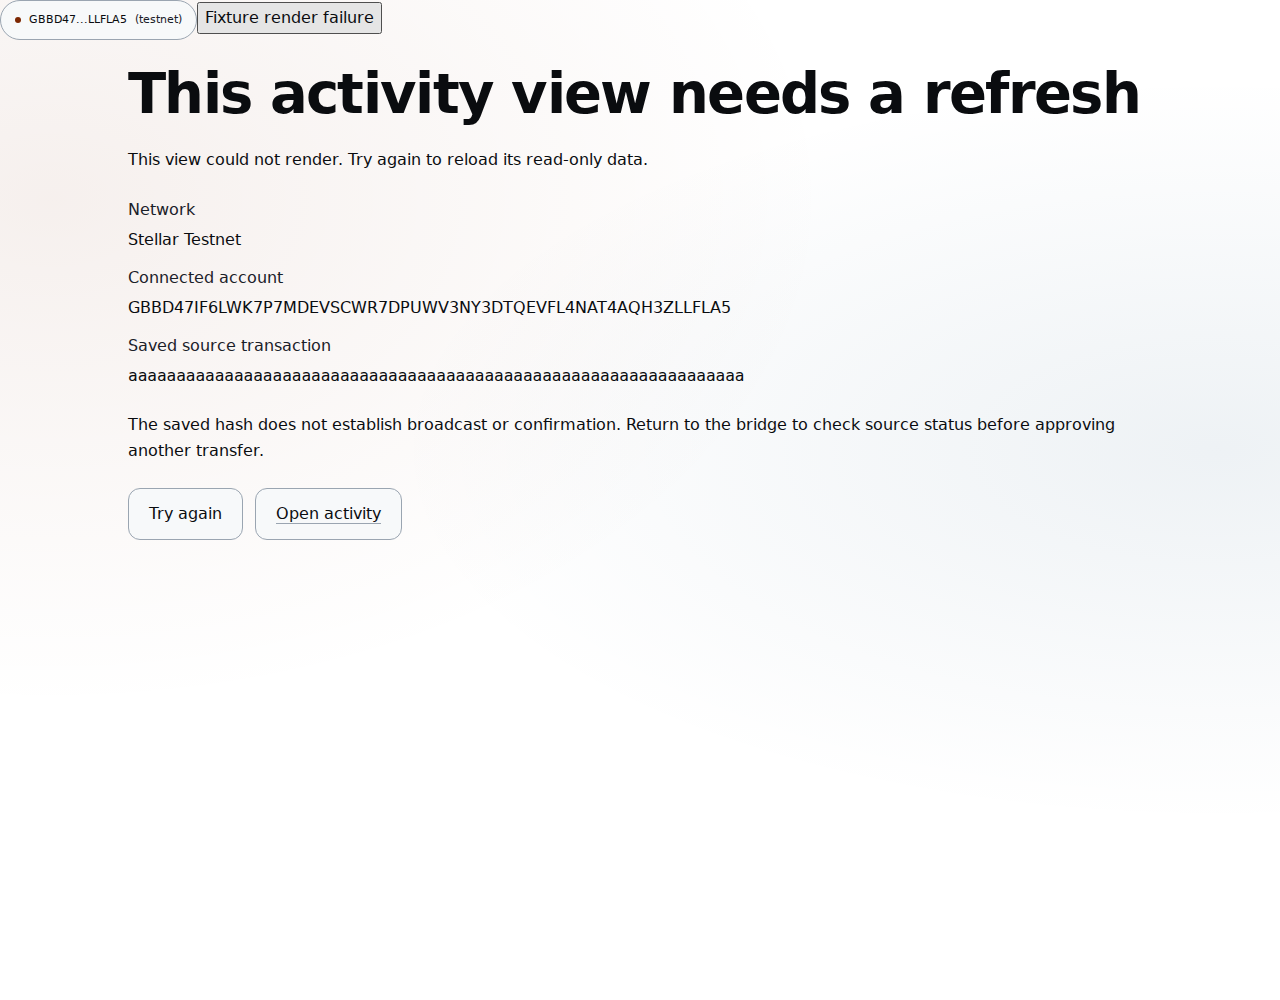 GBBD47...LLFLA5 (testnet)
Fixture render failure
This activity view needs a refresh
This view could not render. Try again to reload its read-only data.
Network
Stellar Testnet
Connected account
GBBD47IF6LWK7P7MDEVSCWR7DPUWV3NY3DTQEVFL4NAT4AQH3ZLLFLA5
Saved source transaction
aaaaaaaaaaaaaaaaaaaaaaaaaaaaaaaaaaaaaaaaaaaaaaaaaaaaaaaaaaaaaaaa
The saved hash does not establish broadcast or confirmation. Return to the bridge to check source status before approving
another transfer.
Try again
Open activity